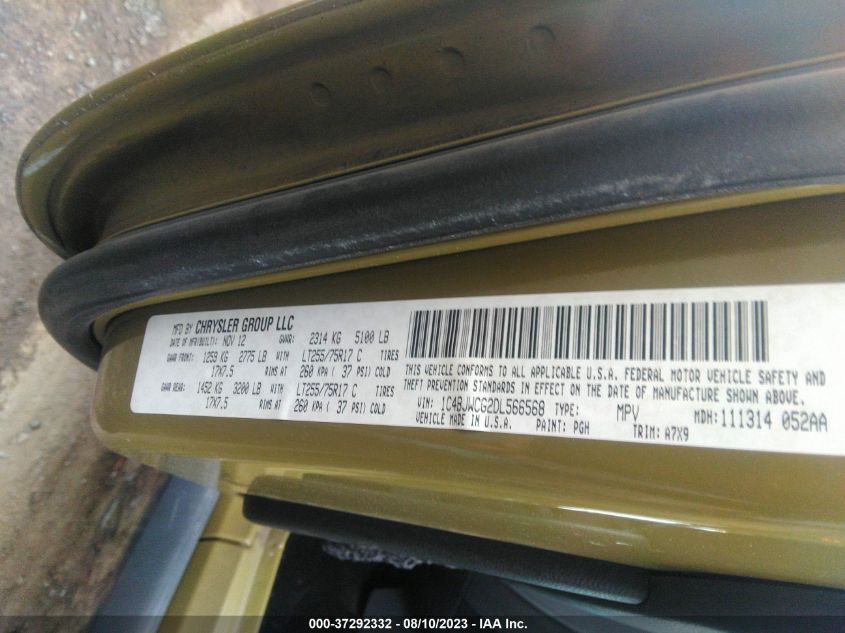 MFD BY CHRYSLER GROUP LLC
DATE OF MFR(BUILT): NOV 12 GVWR: 2314 KG 5100 LB
GAWR FRONT: 1259 KG 2775 LB WITH LT255/75R17 C TIRES
17X7.5 RIMS AT 260 KPA ( 37 PSI) COLD
GAWR REAR: 1452 KG 3200 LB WITH LT255/75R17 C TIRES
17X7.5 RIMS AT 260 KPA ( 37 PSI) COLD
THIS VEHICLE CONFORMS TO ALL APPLICABLE U.S.A. FEDERAL MOTOR VEHICLE SAFETY AND
THEFT PREVENTION STANDARDS IN EFFECT ON THE DATE OF MANUFACTURE SHOWN ABOVE.
VIN: 1C4BJWCG2DL566568 TYPE: MPV MDH: 111314 052AA
VEHICLE MADE IN U.S.A. PAINT: PGH TRIM: A7X9
000-37292332 - 08/10/2023 - IAA Inc.